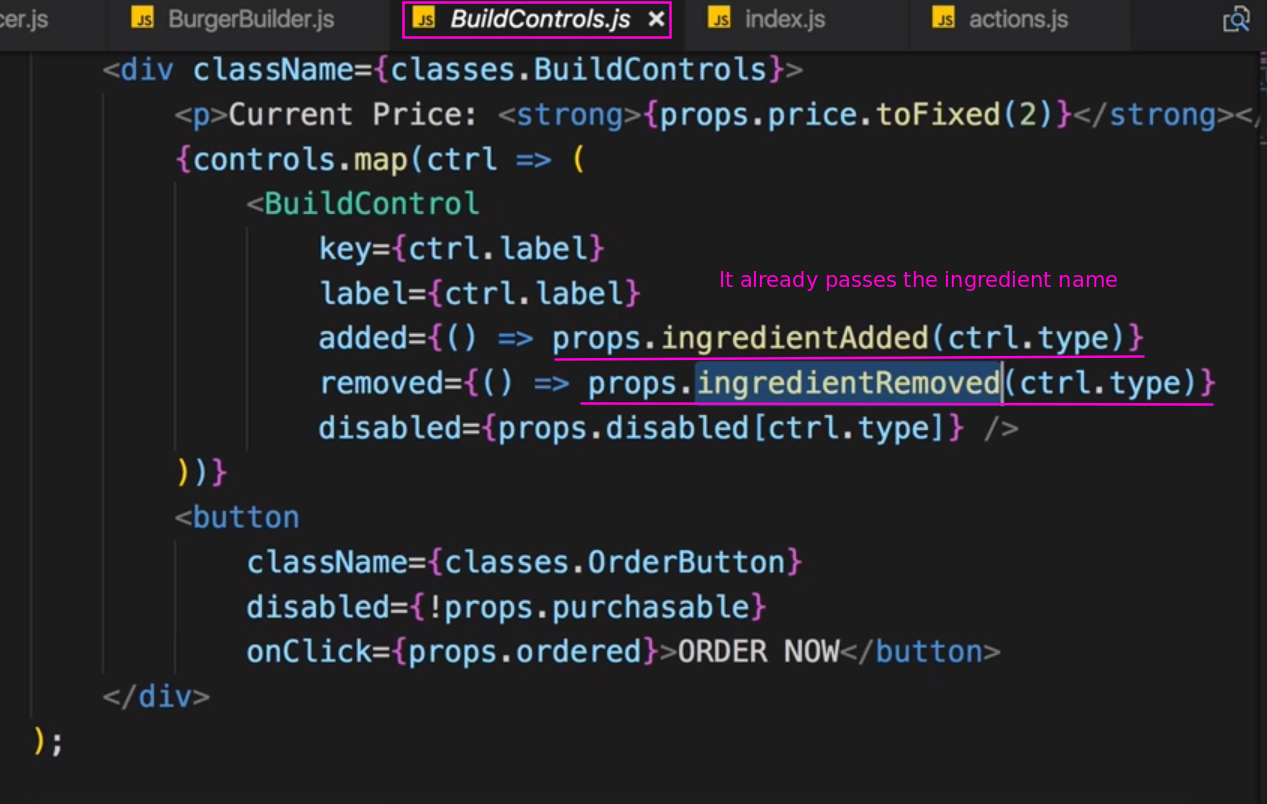 cer.js JS BurgerBuilder.js JS BuildControls.js × JS index.js JS actions.js
<div className={classes.BuildControls}>
<p>Current Price: <strong>{props.price.toFixed(2)}</strong></
{controls.map(ctrl => (
<BuildControl
key={ctrl.label}
label={ctrl.label}
It already passes the ingredient name
added={() => props.ingredientAdded(ctrl.type)}
removed={() => props.ingredientRemoved(ctrl.type)}
disabled={props.disabled[ctrl.type]} />
))}
<button
className={classes.OrderButton}
disabled={!props.purchasable}
onClick={props.ordered}>ORDER NOW</button>
</div>
);